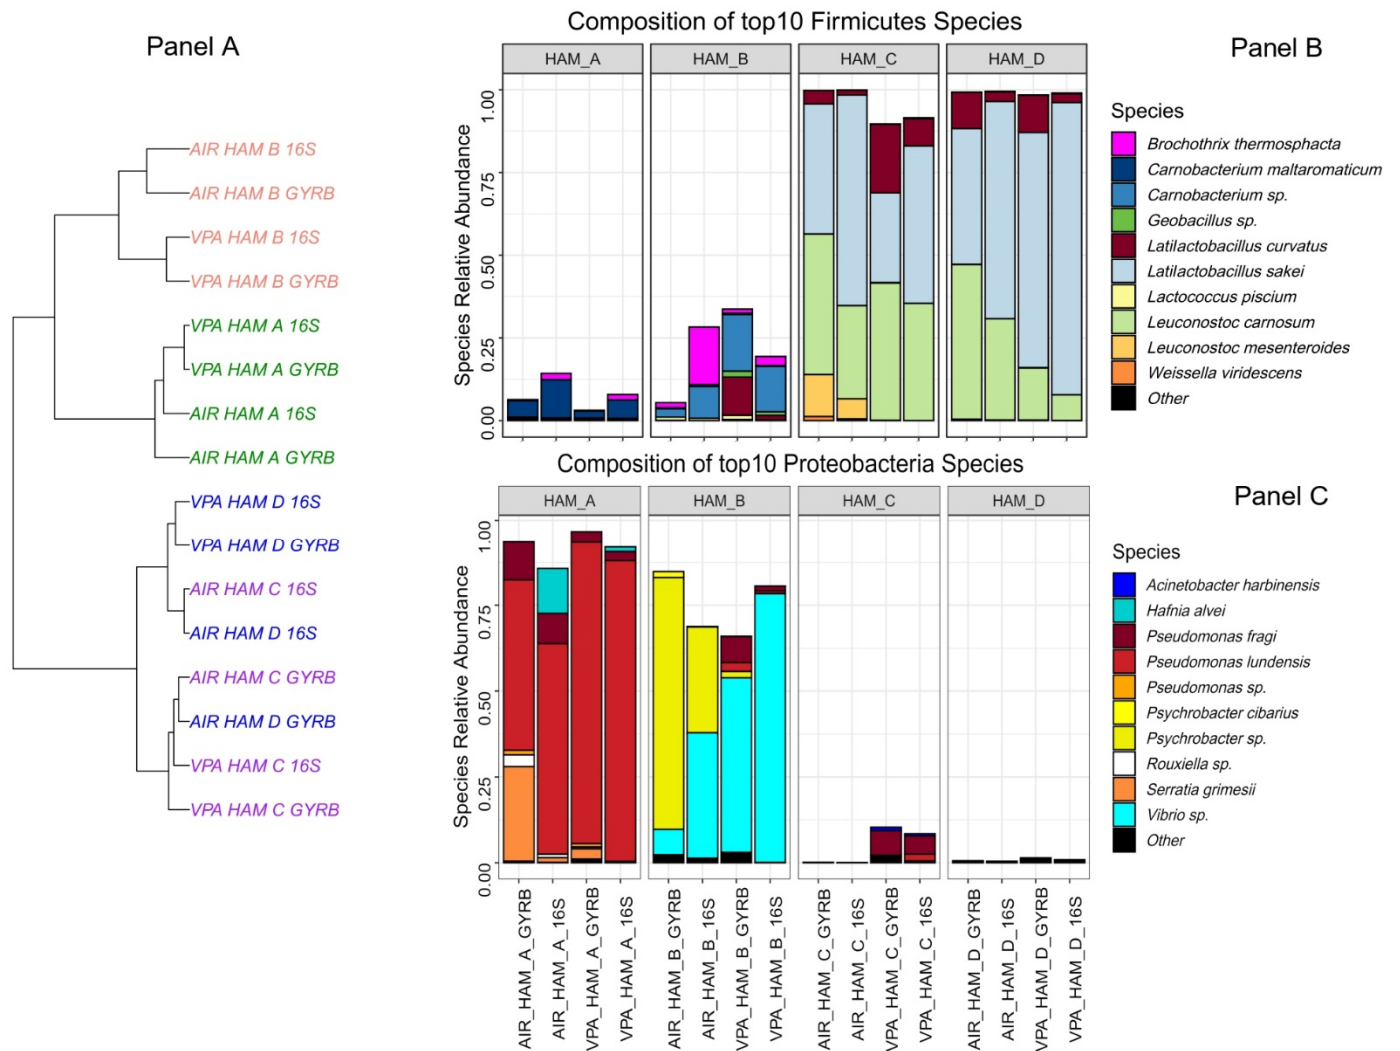 Panel A
AIR HAM B 16S
AIR HAM B GYRB
VPA HAM B 16S
VPA HAM B GYRB
VPA HAM A 16S
VPA HAM A GYRB
AIR HAM A 16S
AIR HAM A GYRB
VPA HAM D 16S
VPA HAM D GYRB
AIR HAM C 16S
AIR HAM D 16S
AIR HAM C GYRB
AIR HAM D GYRB
VPA HAM C 16S
VPA HAM C GYRB
Composition of top10 Firmicutes Species
HAM_A HAM_B HAM_C HAM_D
Species Relative Abundance
1.00
0.75
0.50
0.25
0.00
Panel B
Species
Brochothrix thermosphacta
Carnobacterium maltaromaticum
Carnobacterium sp.
Geobacillus sp.
Latilactobacillus curvatus
Latilactobacillus sakei
Lactococcus piscium
Leuconostoc carnosum
Leuconostoc mesenteroides
Weissella viridescens
Other
Composition of top10 Proteobacteria Species
HAM_A HAM_B HAM_C HAM_D
Species Relative Abundance
1.00
0.75
0.50
0.25
0.00
AIR_HAM_A_GYRB
AIR_HAM_A_16S
VPA_HAM_A_GYRB
VPA_HAM_A_16S
AIR_HAM_B_GYRB
AIR_HAM_B_16S
VPA_HAM_B_GYRB
VPA_HAM_B_16S
AIR_HAM_C_GYRB
AIR_HAM_C_16S
VPA_HAM_C_GYRB
VPA_HAM_C_16S
AIR_HAM_D_GYRB
AIR_HAM_D_16S
VPA_HAM_D_GYRB
VPA_HAM_D_16S
Panel C
Species
Acinetobacter harbinensis
Hafnia alvei
Pseudomonas fragi
Pseudomonas lundensis
Pseudomonas sp.
Psychrobacter cibarius
Psychrobacter sp.
Rouxiella sp.
Serratia grimesii
Vibrio sp.
Other